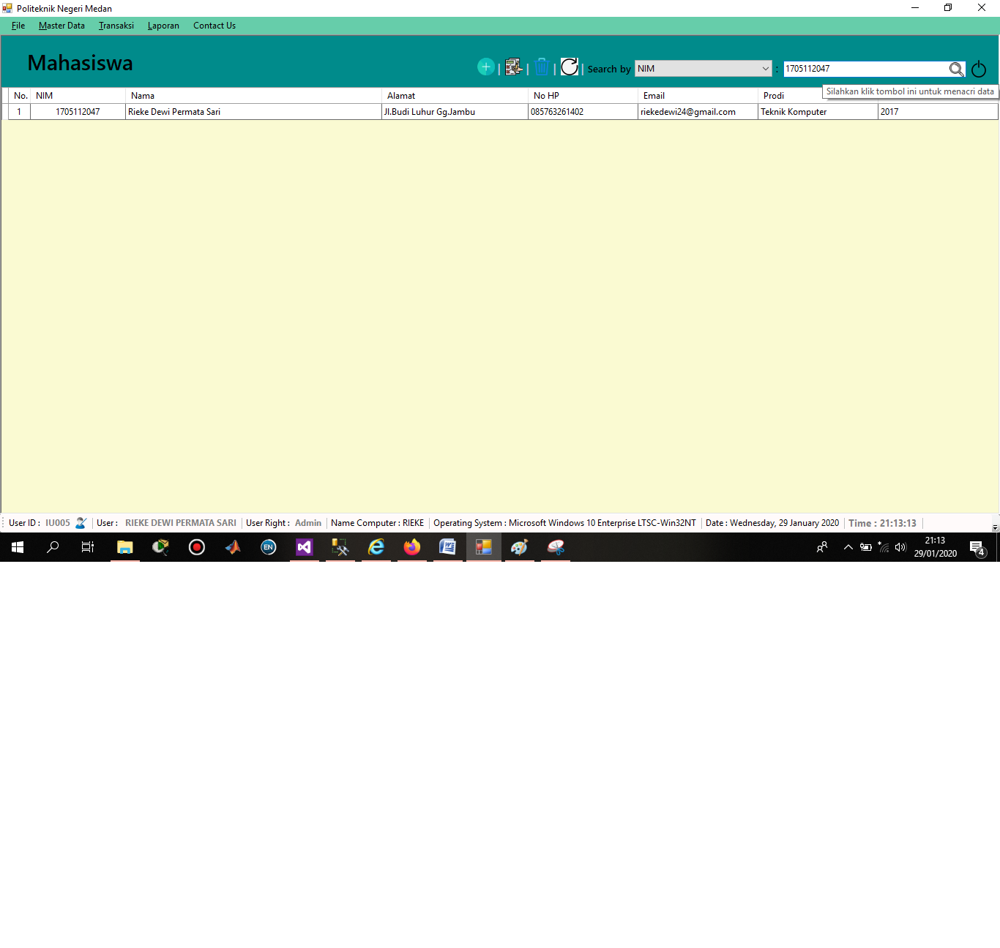 Politeknik Negeri Medan
File Master Data Transaksi Laporan Contact Us
Mahasiswa
| | | | Search by NIM : 1705112047
Silahkan klik tombol ini untuk menacri data
No. NIM Nama Alamat No HP Email Prodi
1 1705112047 Rieke Dewi Permata Sari Jl.Budi Luhur Gg.Jambu 085763261402 riekedewi24@gmail.com Teknik Komputer 2017
User ID : IU005 User : RIEKE DEWI PERMATA SARI User Right : Admin Name Computer : RIEKE Operating System : Microsoft Windows 10 Enterprise LTSC-Win32NT Date : Wednesday, 29 January 2020 Time : 21:13:13
EN
21:13
29/01/2020
4